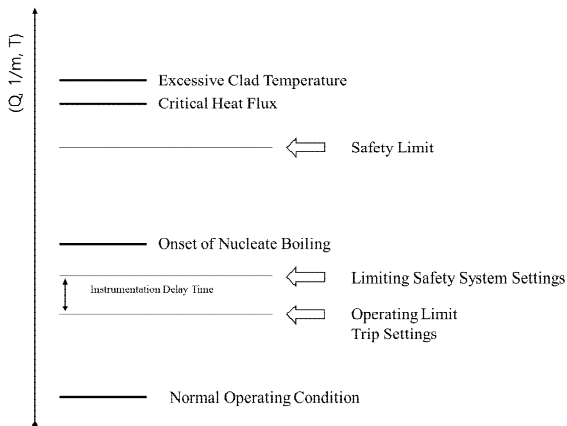 (Q, 1/m, T)
Excessive Clad Temperature
Critical Heat Flux
Safety Limit
Onset of Nucleate Boiling
Limiting Safety System Settings
Instrumentation Delay Time
Operating Limit
Trip Settings
Normal Operating Condition